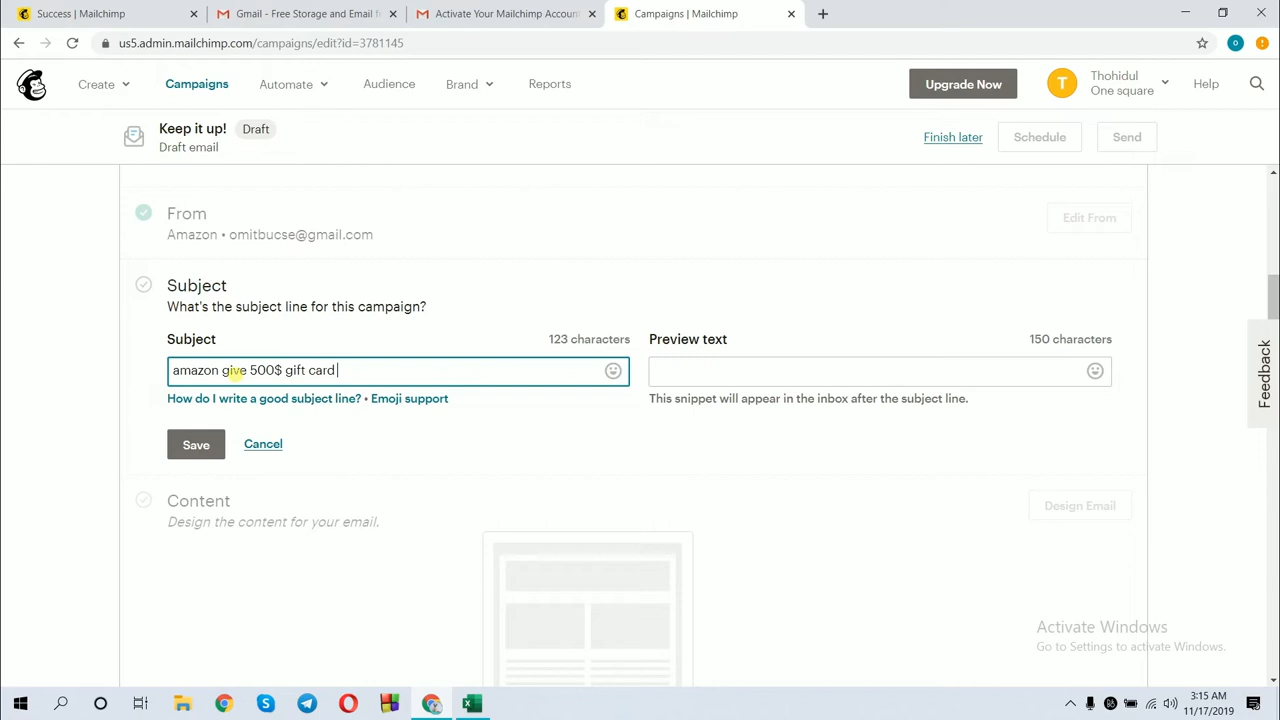 Success | Mailchimp
Gmail - Free Storage and Email f
Activate Your Mailchimp Accoun
Campaigns | Mailchimp
us5.admin.mailchimp.com/campaigns/edit?id=3781145
o
Create
Campaigns
Automate
Audience
Brand
Reports
Upgrade Now
T
Thohidul
One square
Help
Keep it up!
Draft
Draft email
Finish later
Schedule
Send
From
Amazon • omitbucse@gmail.com
Edit From
Subject
What's the subject line for this campaign?
Subject
123 characters
Preview text
150 characters
amazon give 500$ gift card
How do I write a good subject line? • Emoji support
This snippet will appear in the inbox after the subject line.
Save
Cancel
Feedback
Content
Design the content for your email.
Design Email
Activate Windows
Go to Settings to activate Windows.
3:15 AM
11/17/2019